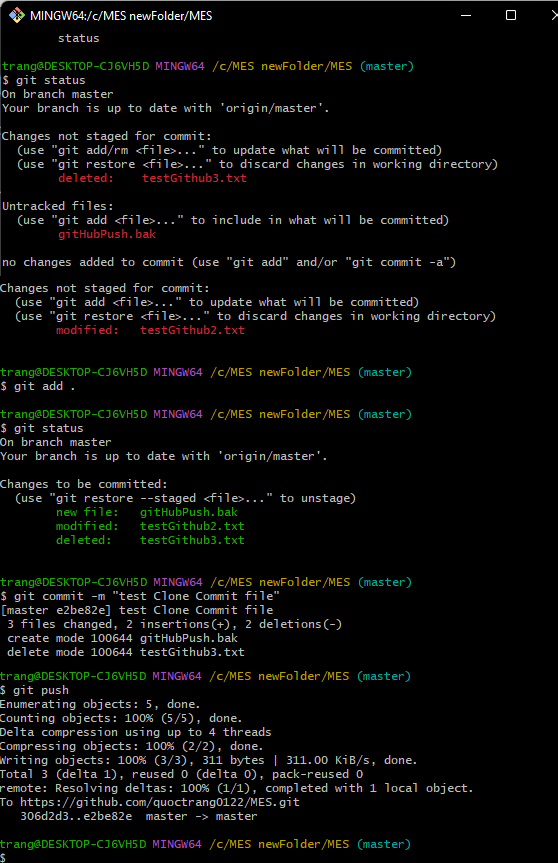 MINGW64:/c/MES newFolder/MES
status
trang@DESKTOP-CJ6VH5D MINGW64 /c/MES newFolder/MES (master)
$ git status
On branch master
Your branch is up to date with 'origin/master'.
Changes not staged for commit:
(use "git add/rm <file>..." to update what will be committed)
(use "git restore <file>..." to discard changes in working directory)
deleted: testGithub3.txt
Untracked files:
(use "git add <file>..." to include in what will be committed)
gitHubPush.bak
no changes added to commit (use "git add" and/or "git commit -a")
Changes not staged for commit:
(use "git add <file>..." to update what will be committed)
(use "git restore <file>..." to discard changes in working directory)
modified: testGithub2.txt
trang@DESKTOP-CJ6VH5D MINGW64 /c/MES newFolder/MES (master)
$ git add .
trang@DESKTOP-CJ6VH5D MINGW64 /c/MES newFolder/MES (master)
$ git status
On branch master
Your branch is up to date with 'origin/master'.
Changes to be committed:
(use "git restore --staged <file>..." to unstage)
new file: gitHubPush.bak
modified: testGithub2.txt
deleted: testGithub3.txt
trang@DESKTOP-CJ6VH5D MINGW64 /c/MES newFolder/MES (master)
$ git commit -m "test Clone Commit file"
[master e2be82e] test Clone Commit file
3 files changed, 2 insertions(+), 2 deletions(-)
create mode 100644 gitHubPush.bak
delete mode 100644 testGithub3.txt
trang@DESKTOP-CJ6VH5D MINGW64 /c/MES newFolder/MES (master)
$ git push
Enumerating objects: 5, done.
Counting objects: 100% (5/5), done.
Delta compression using up to 4 threads
Compressing objects: 100% (2/2), done.
Writing objects: 100% (3/3), 311 bytes | 311.00 KiB/s, done.
Total 3 (delta 1), reused 0 (delta 0), pack-reused 0
remote: Resolving deltas: 100% (1/1), completed with 1 local object.
To https://github.com/quoctrang0122/MES.git
306d2d3..e2be82e master -> master
trang@DESKTOP-CJ6VH5D MINGW64 /c/MES newFolder/MES (master)
$